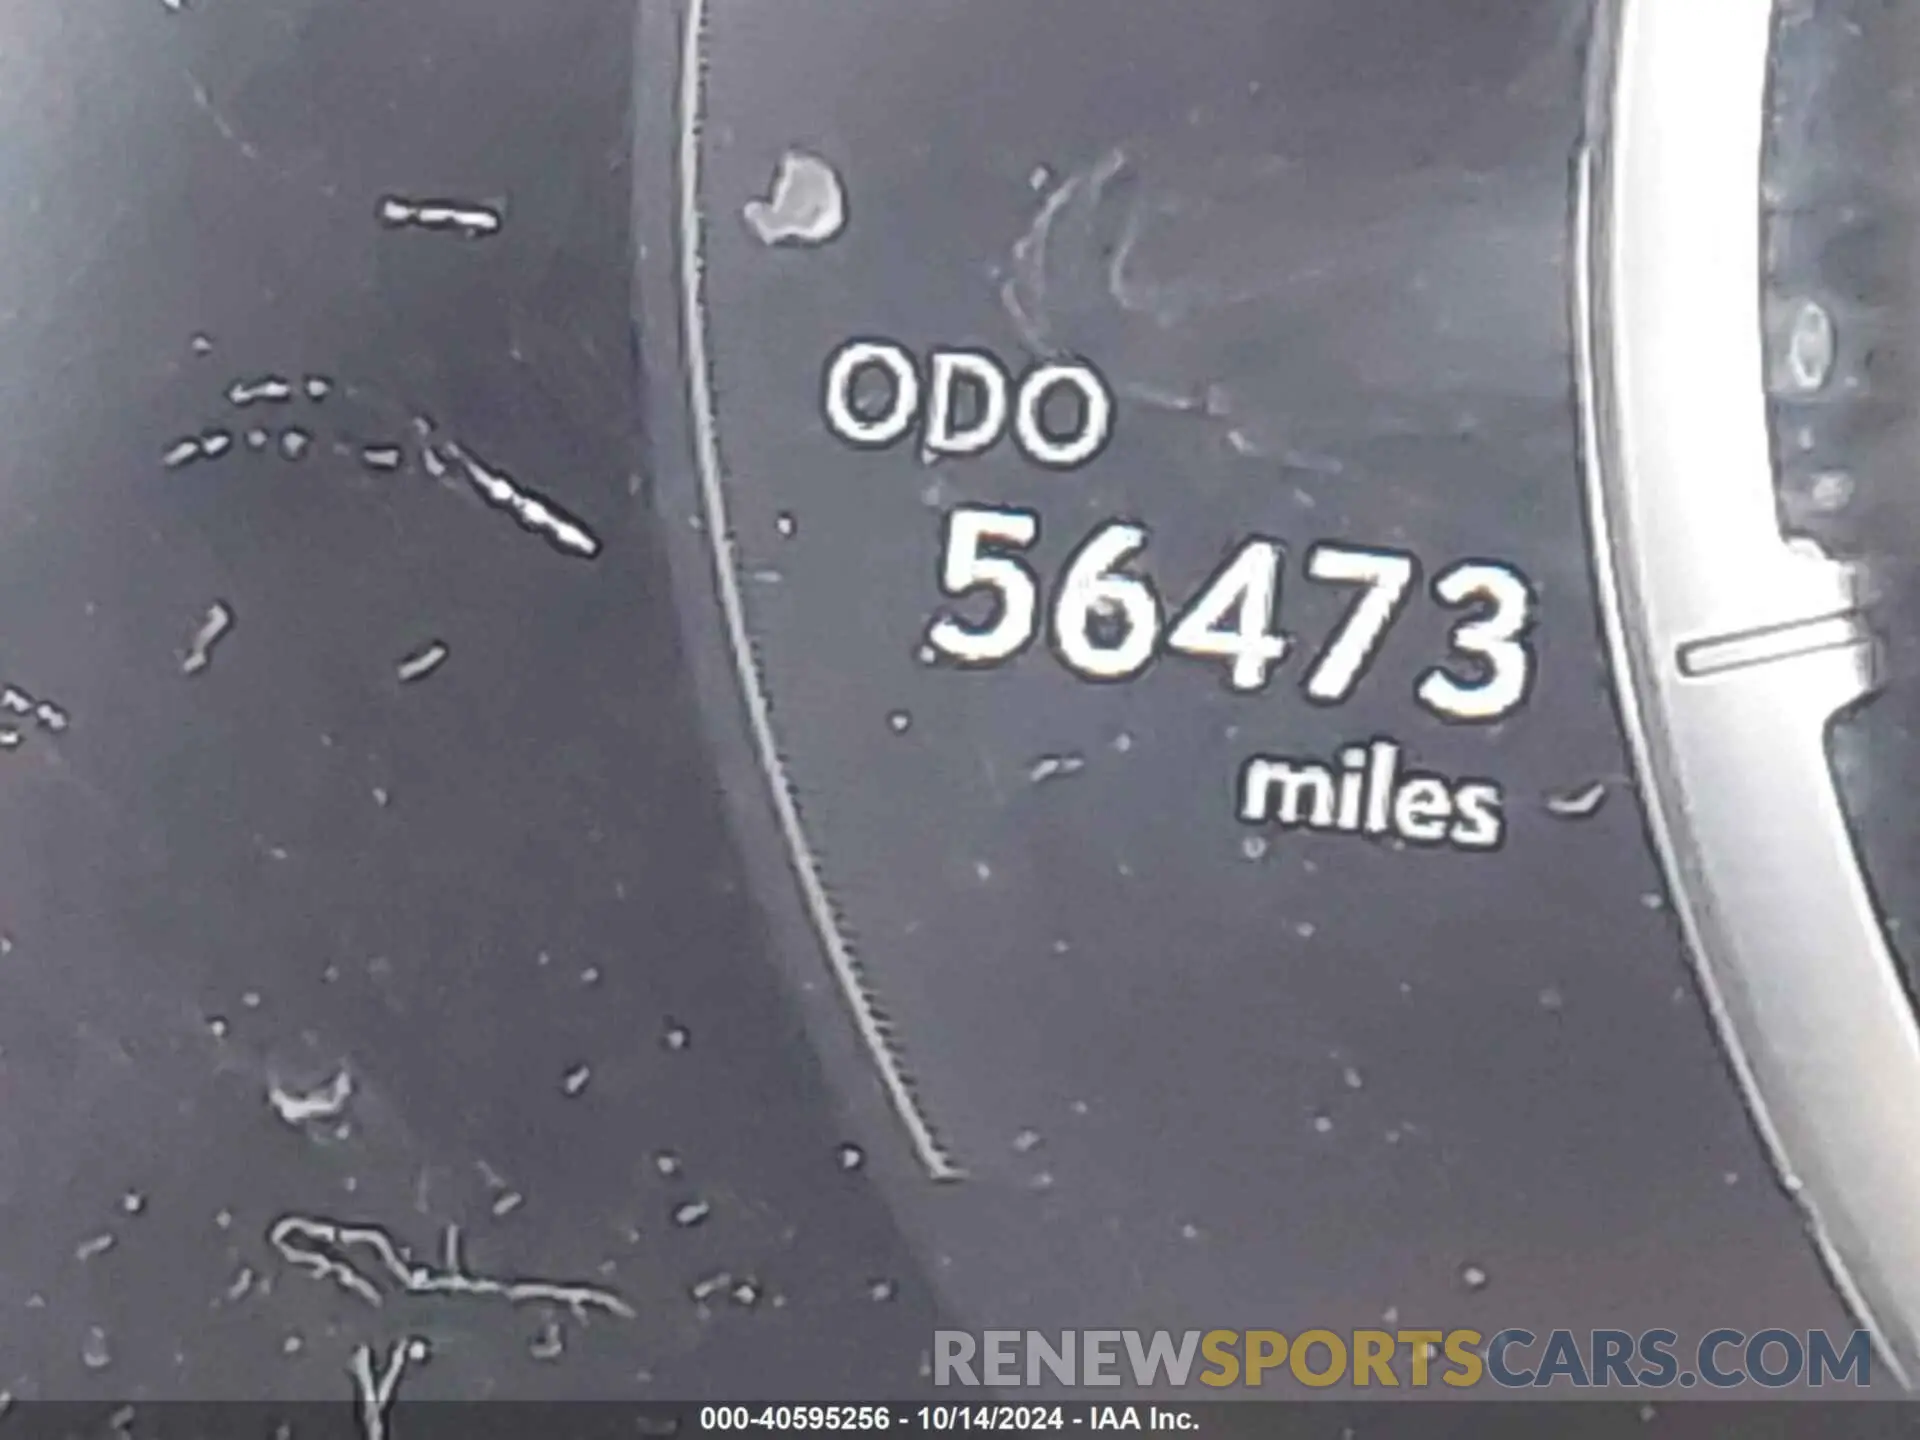 ODO
56473
miles
RENEWSPORTSCARS.COM
000-40595256 - 10/14/2024 - IAA Inc.